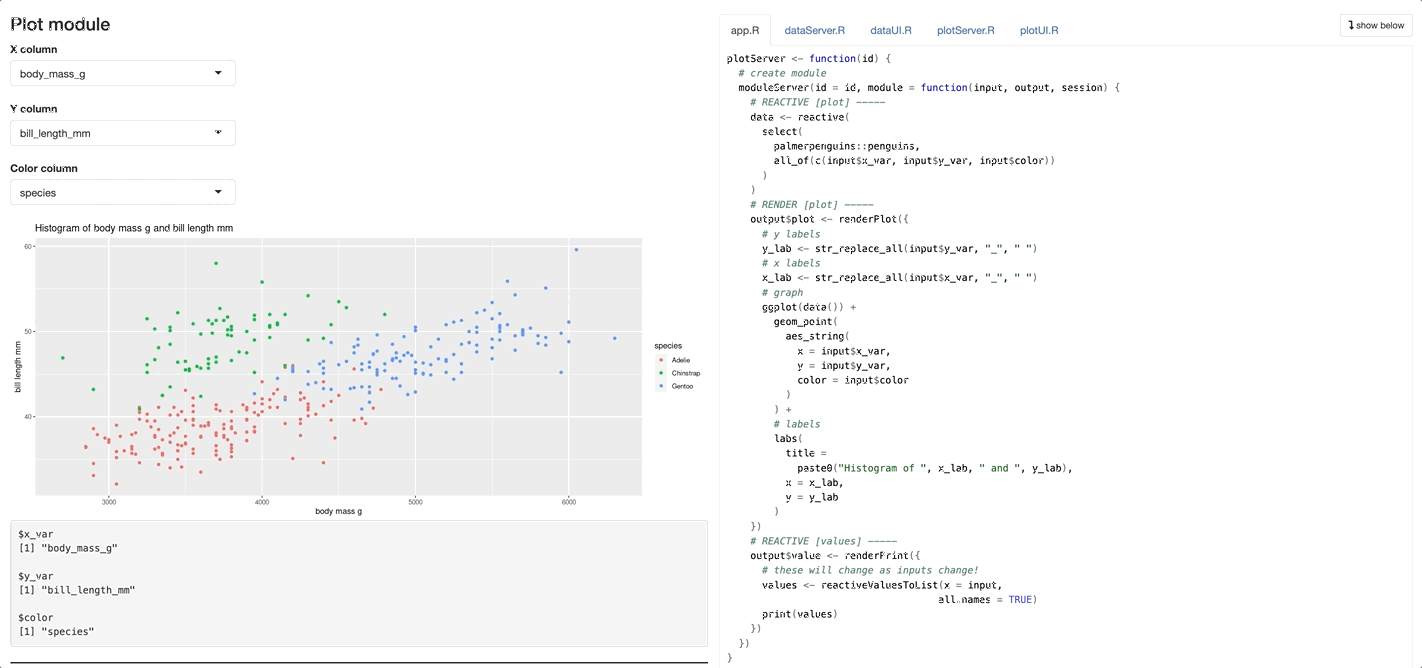 Plot module
X column
body_mass_g
Y column
bill_length_mm
Color column
species
Histogram of body mass g and bill length mm
60
50
40
bill length mm
3000 4000 5000 6000
body mass g
species
Adelie
Chinstrap
Gentoo
$x_var
[1] "body_mass_g"
$y_var
[1] "bill_length_mm"
$color
[1] "species"
app.R dataServer.R dataUI.R plotServer.R plotUI.R
show below
plotServer <- function(id) {
  # create module
  moduleServer(id = id, module = function(input, output, session) {
    # REACTIVE [plot] -----
    data <- reactive(
      select(
        palmerpenguins::penguins,
        all_of(c(input$x_var, input$y_var, input$color))
      )
    )
    # RENDER [plot] -----
    output$plot <- renderPlot({
      # y labels
      y_lab <- str_replace_all(input$y_var, "_", " ")
      # x labels
      x_lab <- str_replace_all(input$x_var, "_", " ")
      # graph
      ggplot(data()) +
        geom_point(
          aes_string(
            x = input$x_var,
            y = input$y_var,
            color = input$color
          )
        ) +
        # labels
        labs(
          title =
            paste0("Histogram of ", x_lab, " and ", y_lab),
          x = x_lab,
          y = y_lab
        )
    })
    # REACTIVE [values] -----
    output$value <- renderPrint({
      # these will change as inputs change!
      values <- reactiveValuesToList(x = input,
                                     all.names = TRUE)
      print(values)
    })
  })
}